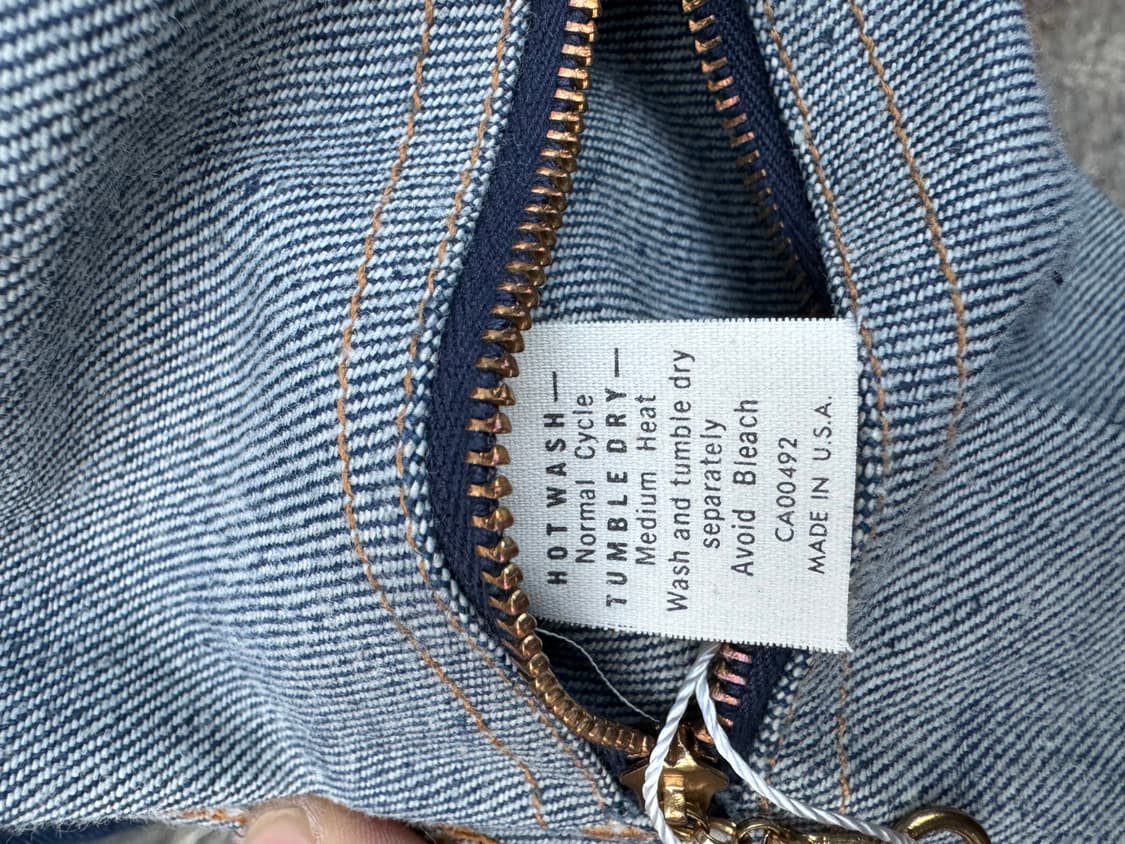 HOT WASH—
Normal Cycle
TUMBLE DRY—
Medium Heat
Wash and tumble dry
separately
Avoid Bleach
CA00492
MADE IN U.S.A.